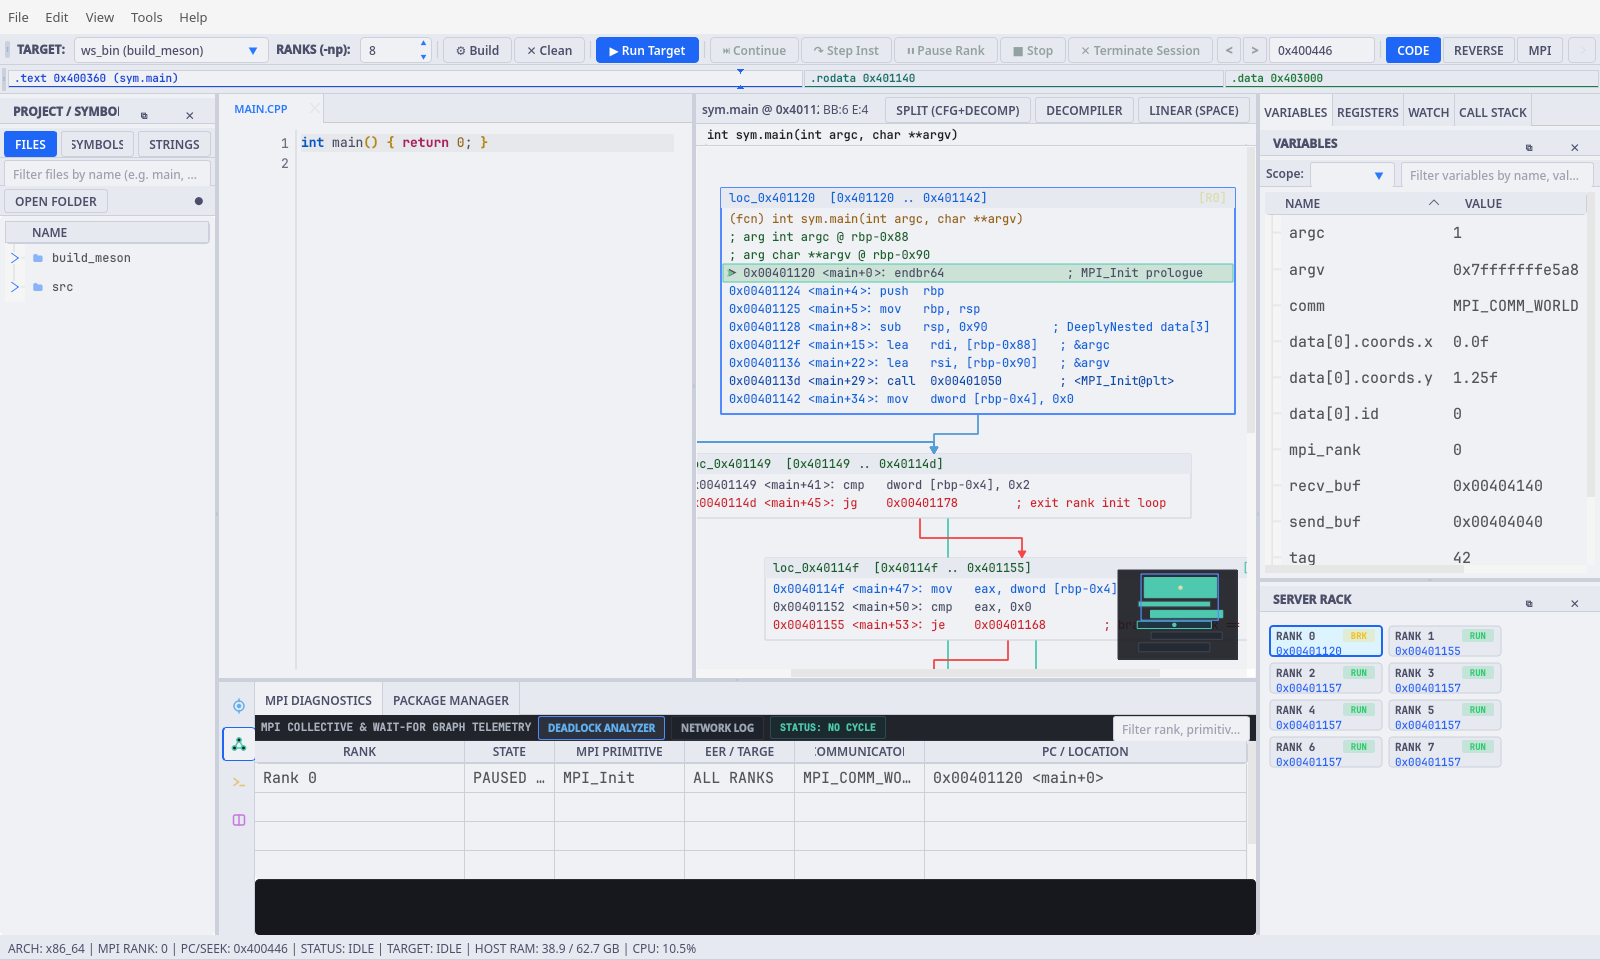 File Edit View Tools Help
TARGET: ws_bin (build_meson) RANKS (-np): 8 Build Clean Run Target Continue Step Inst Pause Rank Stop Terminate Session < > 0x400446 CODE REVERSE MPI
.text 0x400360 (sym.main) .rodata 0x401140 .data 0x403000
PROJECT / SYMBO
FILES SYMBOLS STRINGS
Filter files by name (e.g. main, ...
OPEN FOLDER
NAME
build_meson
src
MAIN.CPP
1 int main() { return 0; }
2
sym.main @ 0x4011 BB:6 E:4 SPLIT (CFG+DECOMP) DECOMPILER LINEAR (SPACE)
int sym.main(int argc, char **argv)
loc_0x401120 [0x401120 .. 0x401142] [R0]
(fcn) int sym.main(int argc, char **argv)
; arg int argc @ rbp-0x88
; arg char **argv @ rbp-0x90
0x00401120 <main+0>: endbr64 ; MPI_Init prologue
0x00401124 <main+4>: push rbp
0x00401125 <main+5>: mov rbp, rsp
0x00401128 <main+8>: sub rsp, 0x90 ; DeeplyNested data[3]
0x0040112f <main+15>: lea rdi, [rbp-0x88] ; &argc
0x00401136 <main+22>: lea rsi, [rbp-0x90] ; &argv
0x0040113d <main+29>: call 0x00401050 ; <MPI_Init@plt>
0x00401142 <main+34>: mov dword [rbp-0x4], 0x0
oc_0x401149 [0x401149 .. 0x40114d]
00401149 <main+41>: cmp dword [rbp-0x4], 0x2
0040114d <main+45>: jg 0x00401178 ; exit rank init loop
loc_0x40114f [0x40114f .. 0x401155] [
0x0040114f <main+47>: mov eax, dword [rbp-0x4]
0x00401152 <main+50>: cmp eax, 0x0
0x00401155 <main+53>: je 0x00401168 ;
VARIABLES REGISTERS WATCH CALL STACK
VARIABLES
Scope: Filter variables by name, val...
NAME VALUE
argc 1
argv 0x7fffffffe5a8
comm MPI_COMM_WORLD
data[0].coords.x 0.0f
data[0].coords.y 1.25f
data[0].id 0
mpi_rank 0
recv_buf 0x00404140
send_buf 0x00404040
tag 42
SERVER RACK
RANK 0 BRK RANK 1 RUN
0x00401120 0x00401155
RANK 2 RUN RANK 3 RUN
0x00401157 0x00401157
RANK 4 RUN RANK 5 RUN
0x00401157 0x00401157
RANK 6 RUN RANK 7 RUN
0x00401157 0x00401157
MPI DIAGNOSTICS PACKAGE MANAGER
MPI COLLECTIVE & WAIT-FOR GRAPH TELEMETRY DEADLOCK ANALYZER NETWORK LOG STATUS: NO CYCLE Filter rank, primitiv...
RANK STATE MPI PRIMITIVE EER / TARGE OMMUNICATO PC / LOCATION
Rank 0 PAUSED ... MPI_Init ALL RANKS MPI_COMM_WO... 0x00401120 <main+0>
ARCH: x86_64 | MPI RANK: 0 | PC/SEEK: 0x400446 | STATUS: IDLE | TARGET: IDLE | HOST RAM: 38.9 / 62.7 GB | CPU: 10.5%